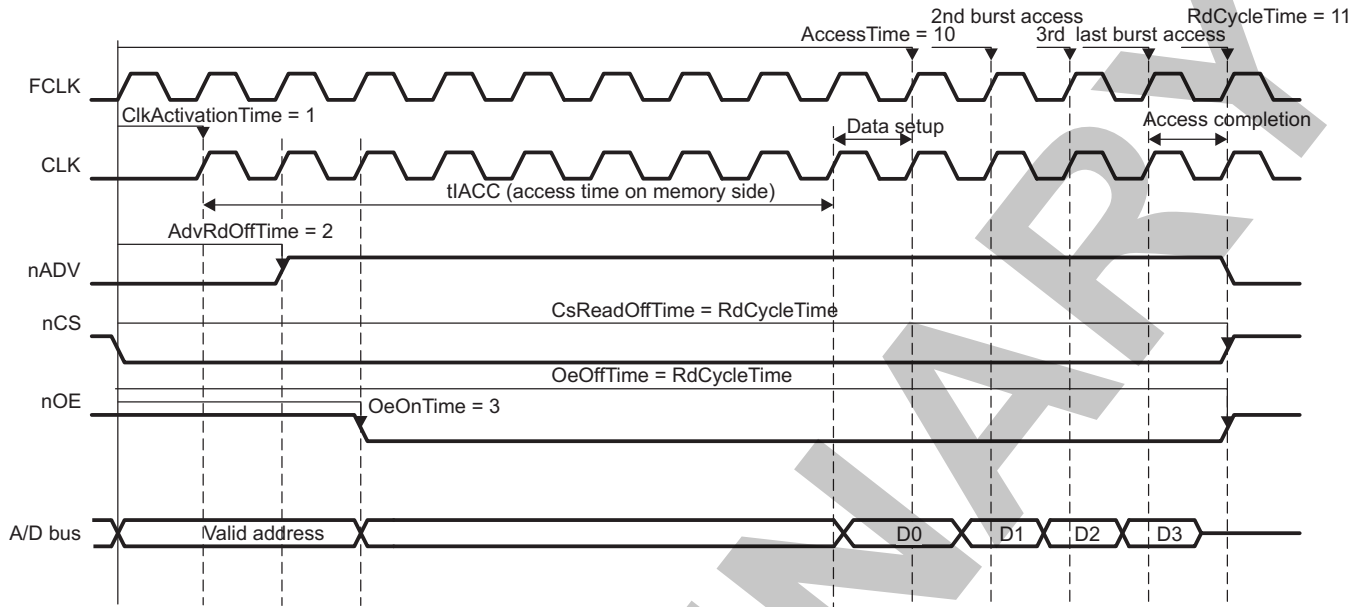 2nd burst access
RdCycleTime = 11
AccessTime = 10
3rd last burst access
FCLK
ClkActivationTime = 1
Data setup
Access completion
CLK
tIACC (access time on memory side)
AdvRdOffTime = 2
nADV
CsReadOffTime = RdCycleTime
nCS
OeOffTime = RdCycleTime
nOE
OeOnTime = 3
A/D bus
Valid address
D0
D1
D2
D3